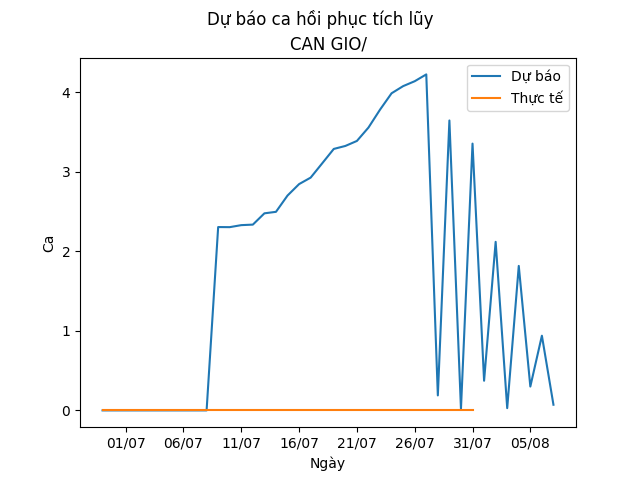 Dự báo ca hồi phục tích lũy
CAN GIO/
Dự báo
Thực tế
Ca
4
3
2
1
0
01/07 06/07 11/07 16/07 21/07 26/07 31/07 05/08
Ngày